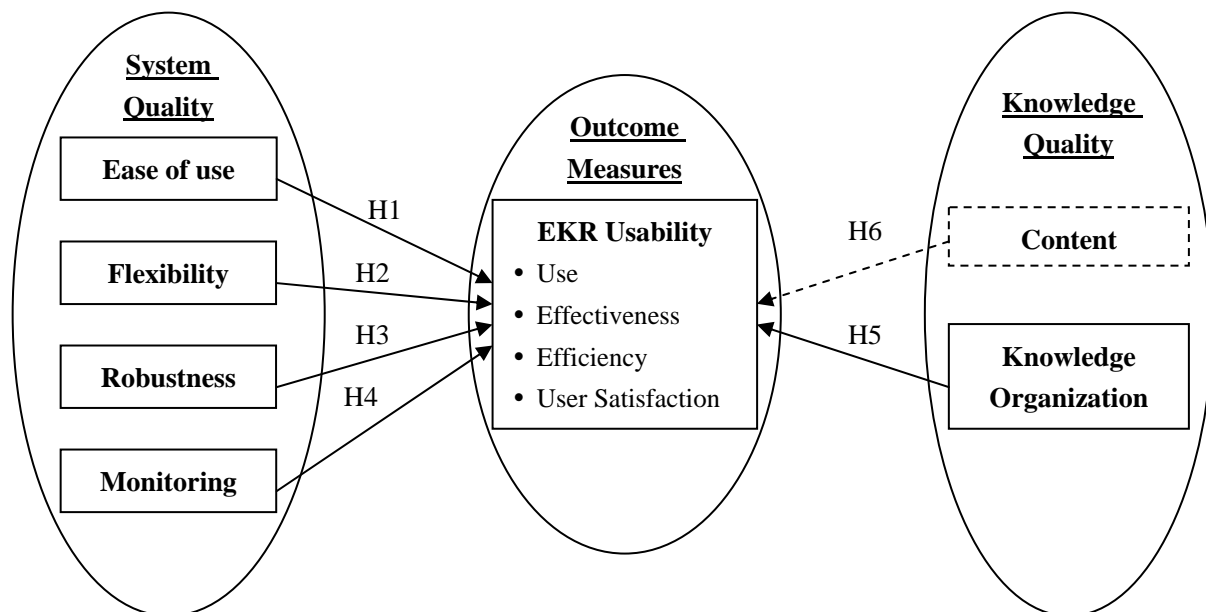 System
Quality
Ease of use
Flexibility
Robustness
Monitoring
H1
H2
H3
H4
Outcome
Measures
EKR Usability
• Use
• Effectiveness
• Efficiency
• User Satisfaction
H6
H5
Knowledge
Quality
Content
Knowledge
Organization